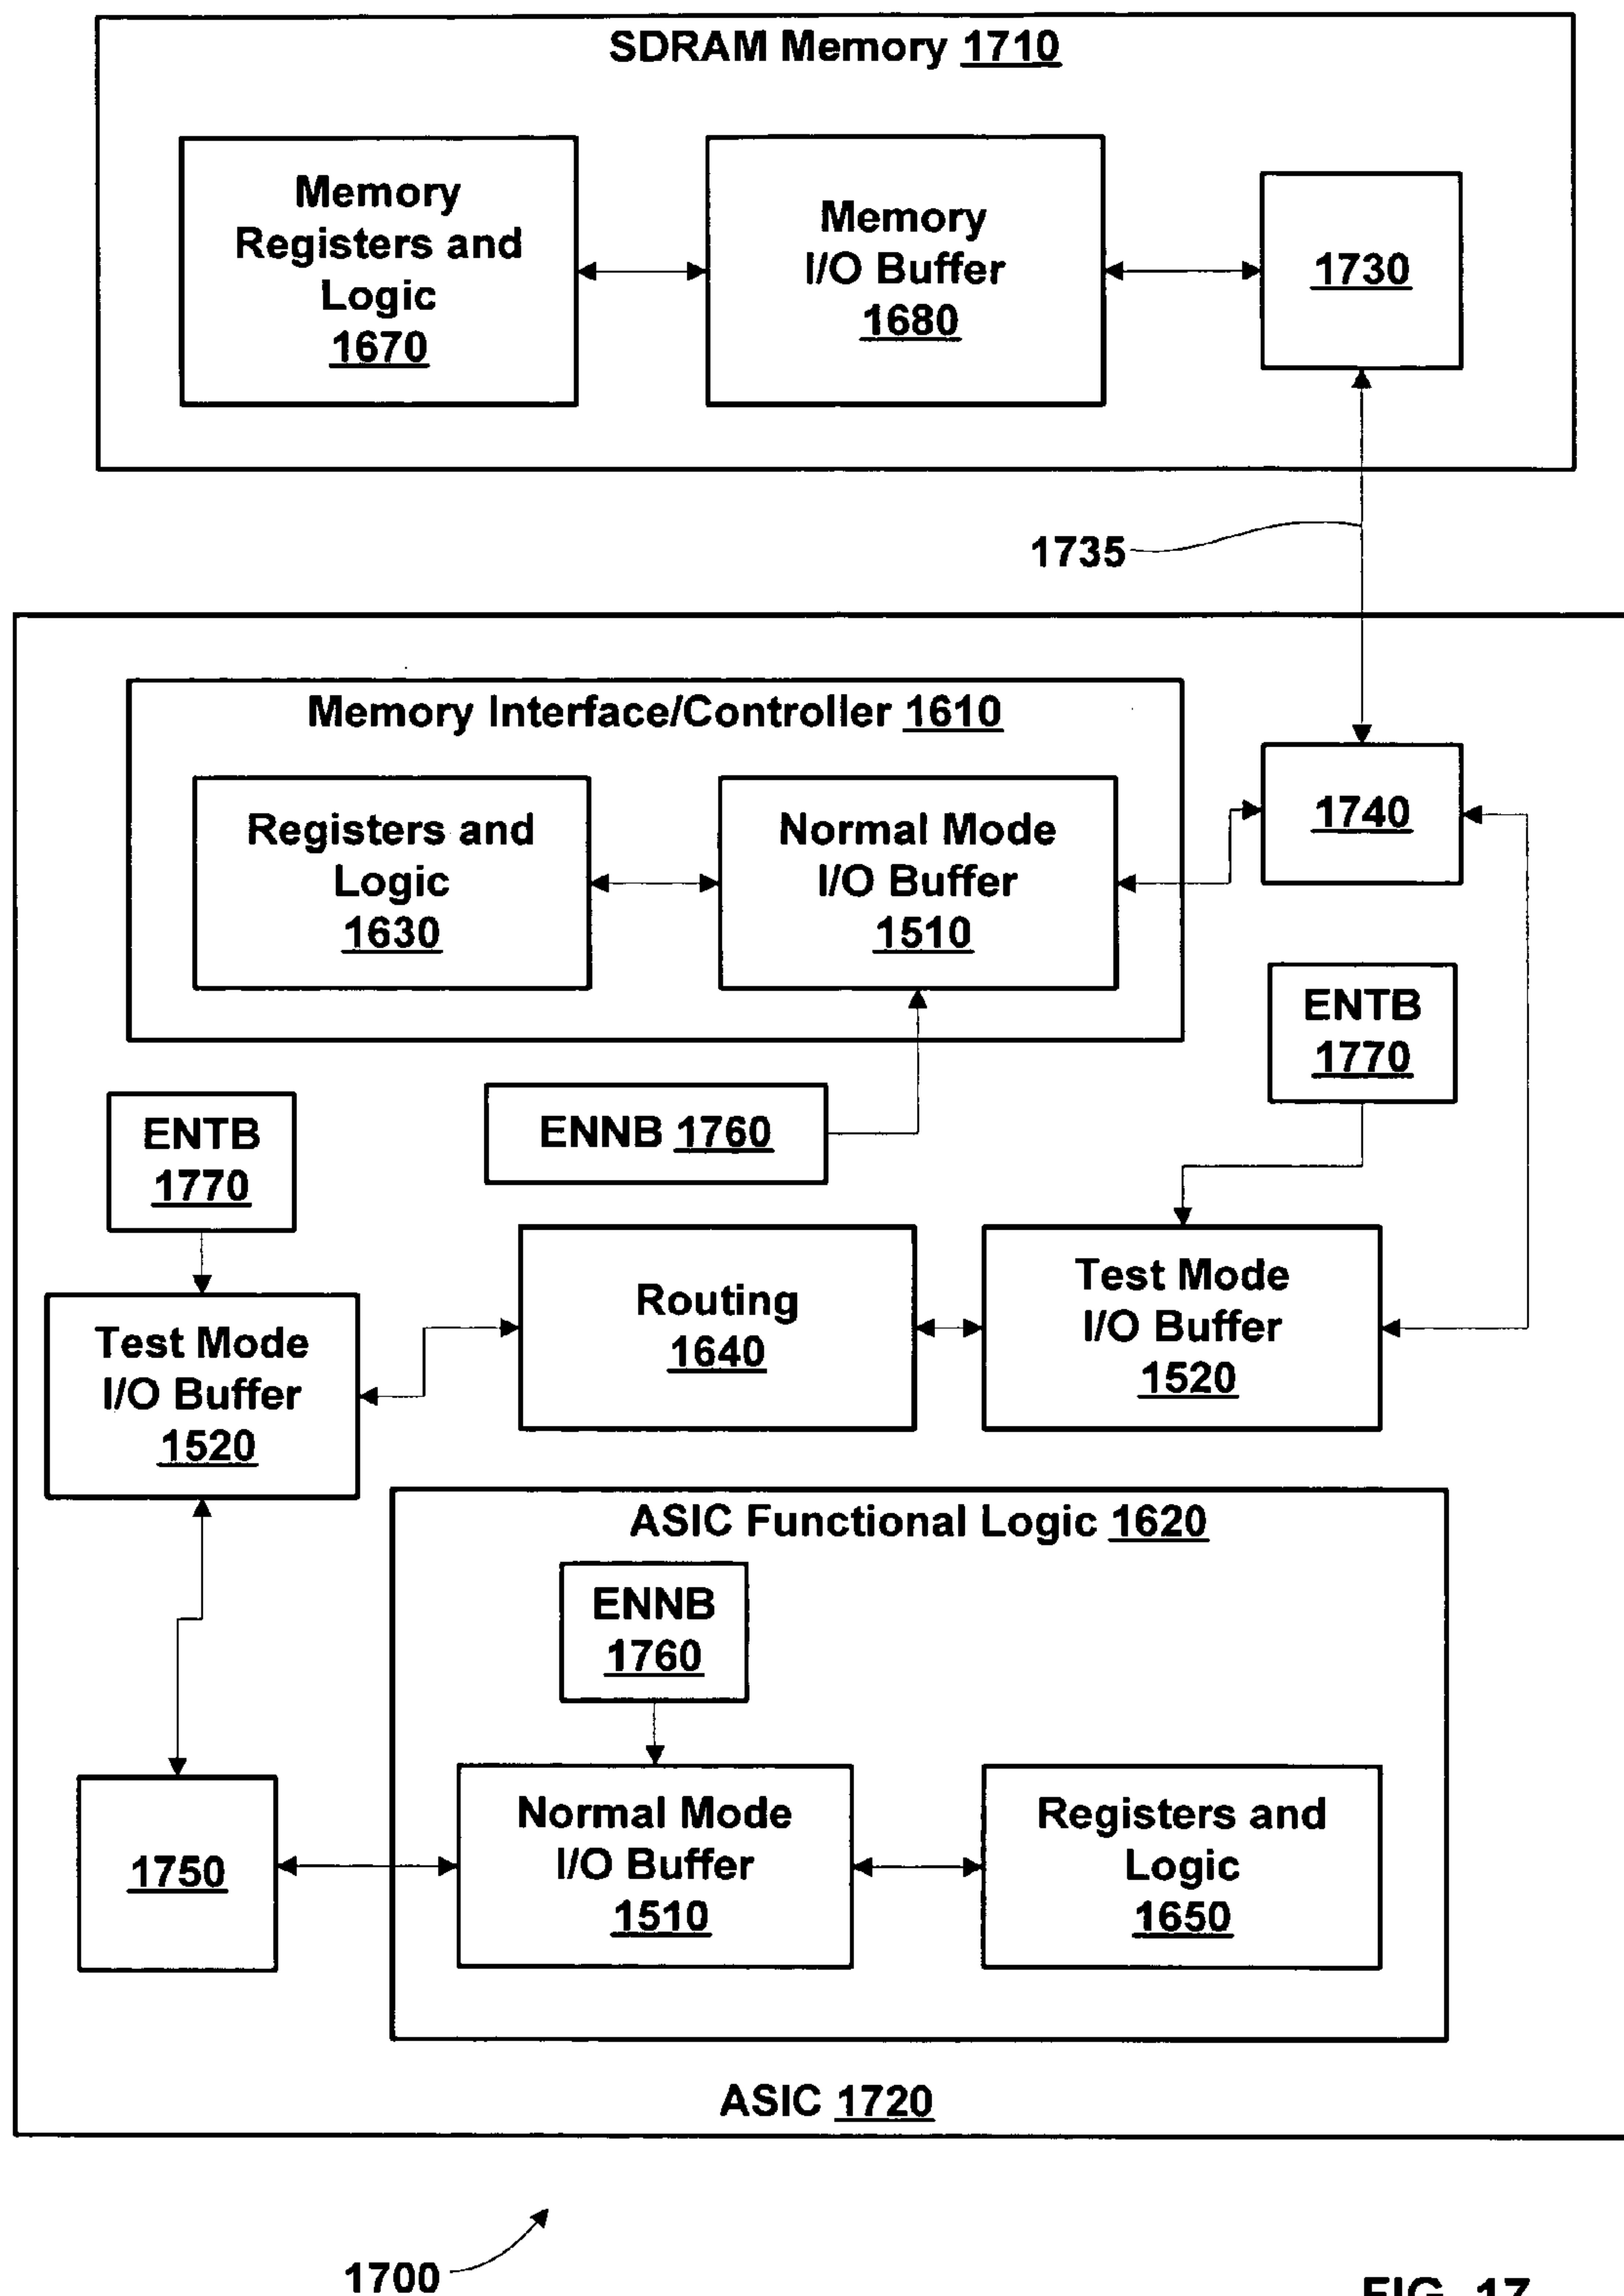 SDRAM Memory 1710
Memory
Registers and
Logic
1670
Memory
I/O Buffer
1680
1730
1735
Memory Interface/Controller 1610
Registers and
Logic
1630
Normal Mode
I/O Buffer
1510
1740
ENTB
1770
ENNB 1760
ENTB
1770
Test Mode
I/O Buffer
1520
Routing
1640
Test Mode
I/O Buffer
1520
ASIC Functional Logic 1620
ENNB
1760
1750
Normal Mode
I/O Buffer
1510
Registers and
Logic
1650
ASIC 1720
1700
FIG. 17